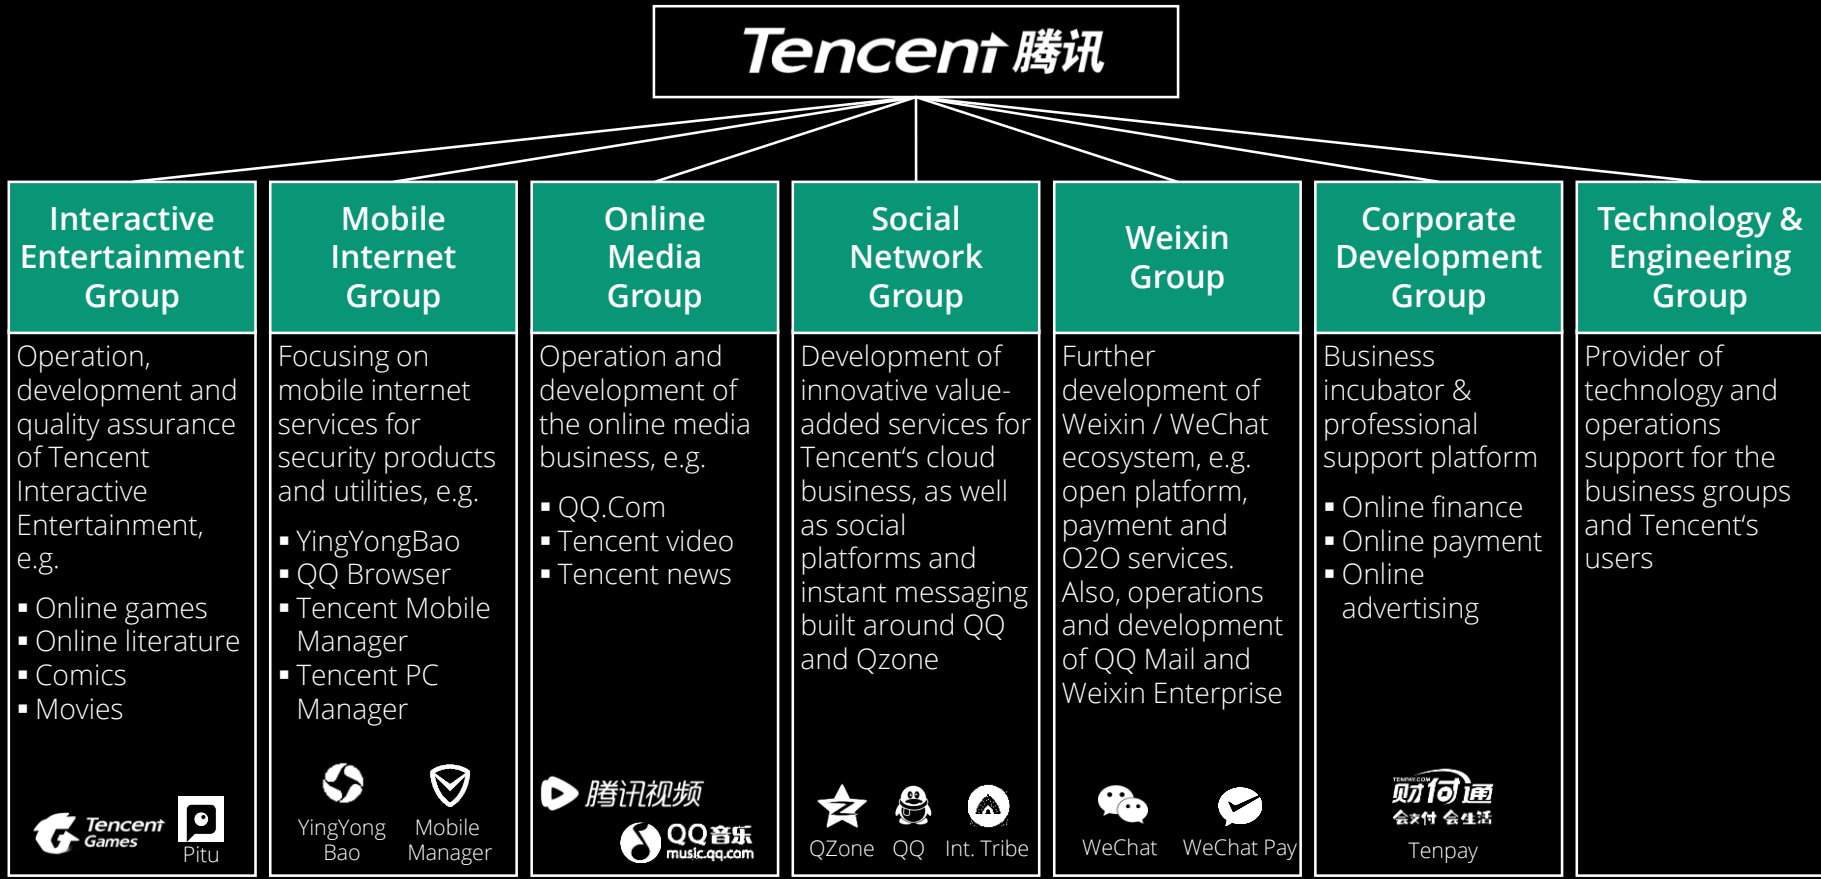 Tencent 腾讯
Interactive
Entertainment
Group
Operation,
development and
quality assurance
of Tencent
Interactive
Entertainment,
e.g.
▪ Online games
▪ Online literature
▪ Comics
▪ Movies
Tencent
Games
Pitu
Mobile
Internet
Group
Focusing on
mobile internet
services for
security products
and utilities, e.g.
▪ YingYongBao
▪ QQ Browser
▪ Tencent Mobile
Manager
▪ Tencent PC
Manager
YingYong
Bao
Mobile
Manager
Online
Media
Group
Operation and
development of
the online media
business, e.g.
▪ QQ.Com
▪ Tencent video
▪ Tencent news
腾讯视频
QQ音乐
music.qq.com
Social
Network
Group
Development of
innovative value-
added services for
Tencent‘s cloud
business, as well
as social
platforms and
instant messaging
built around QQ
and Qzone
QZone
QQ
Int. Tribe
Weixin
Group
Further
development of
Weixin / WeChat
ecosystem, e.g.
open platform,
payment and
O2O services.
Also, operations
and development
of QQ Mail and
Weixin Enterprise
WeChat
WeChat Pay
Corporate
Development
Group
Business
incubator &
professional
support platform
▪ Online finance
▪ Online payment
▪ Online
advertising
TENPAY.COM
财付通
会支付 会生活
Tenpay
Technology &
Engineering
Group
Provider of
technology and
operations
support for the
business groups
and Tencent‘s
users